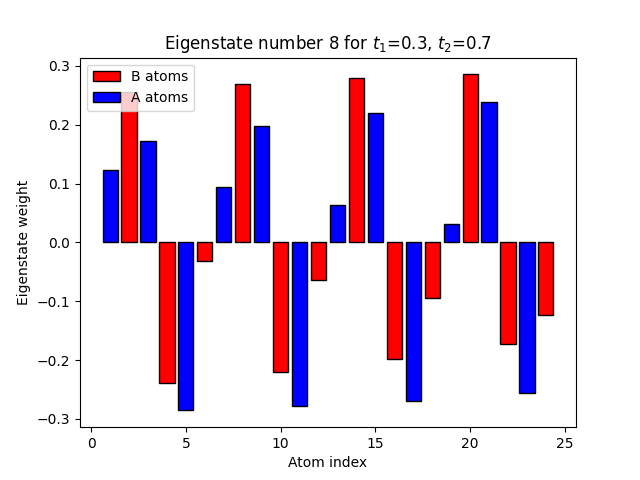 Eigenstate number 8 for $t_1$=0.3, $t_2$=0.7
B atoms
A atoms
Eigenstate weight
0.3
0.2
0.1
0.0
−0.1
−0.2
−0.3
0
5
10
15
20
25
Atom index